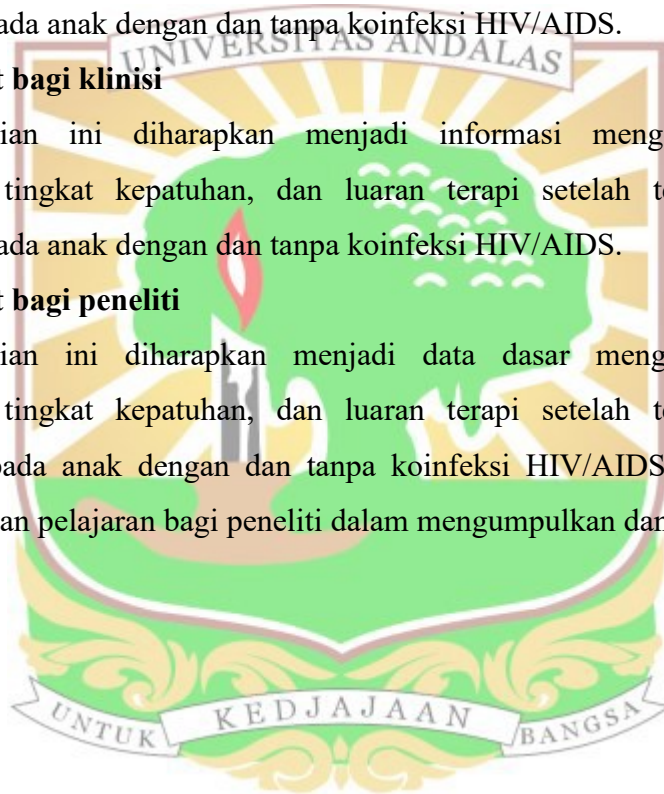 ada anak dengan dan tanpa koinfeksi HIV/AIDS.
UNIVERSITAS ANDALAS
t bagi klinisi
ian ini diharapkan menjadi informasi meng
tingkat kepatuhan, dan luaran terapi setelah t
ada anak dengan dan tanpa koinfeksi HIV/AIDS.
t bagi peneliti
ian ini diharapkan menjadi data dasar meng
tingkat kepatuhan, dan luaran terapi setelah t
pada anak dengan dan tanpa koinfeksi HIV/AIDS
an pelajaran bagi peneliti dalam mengumpulkan dan
UNTUK KEDJAJAAN BANGSA